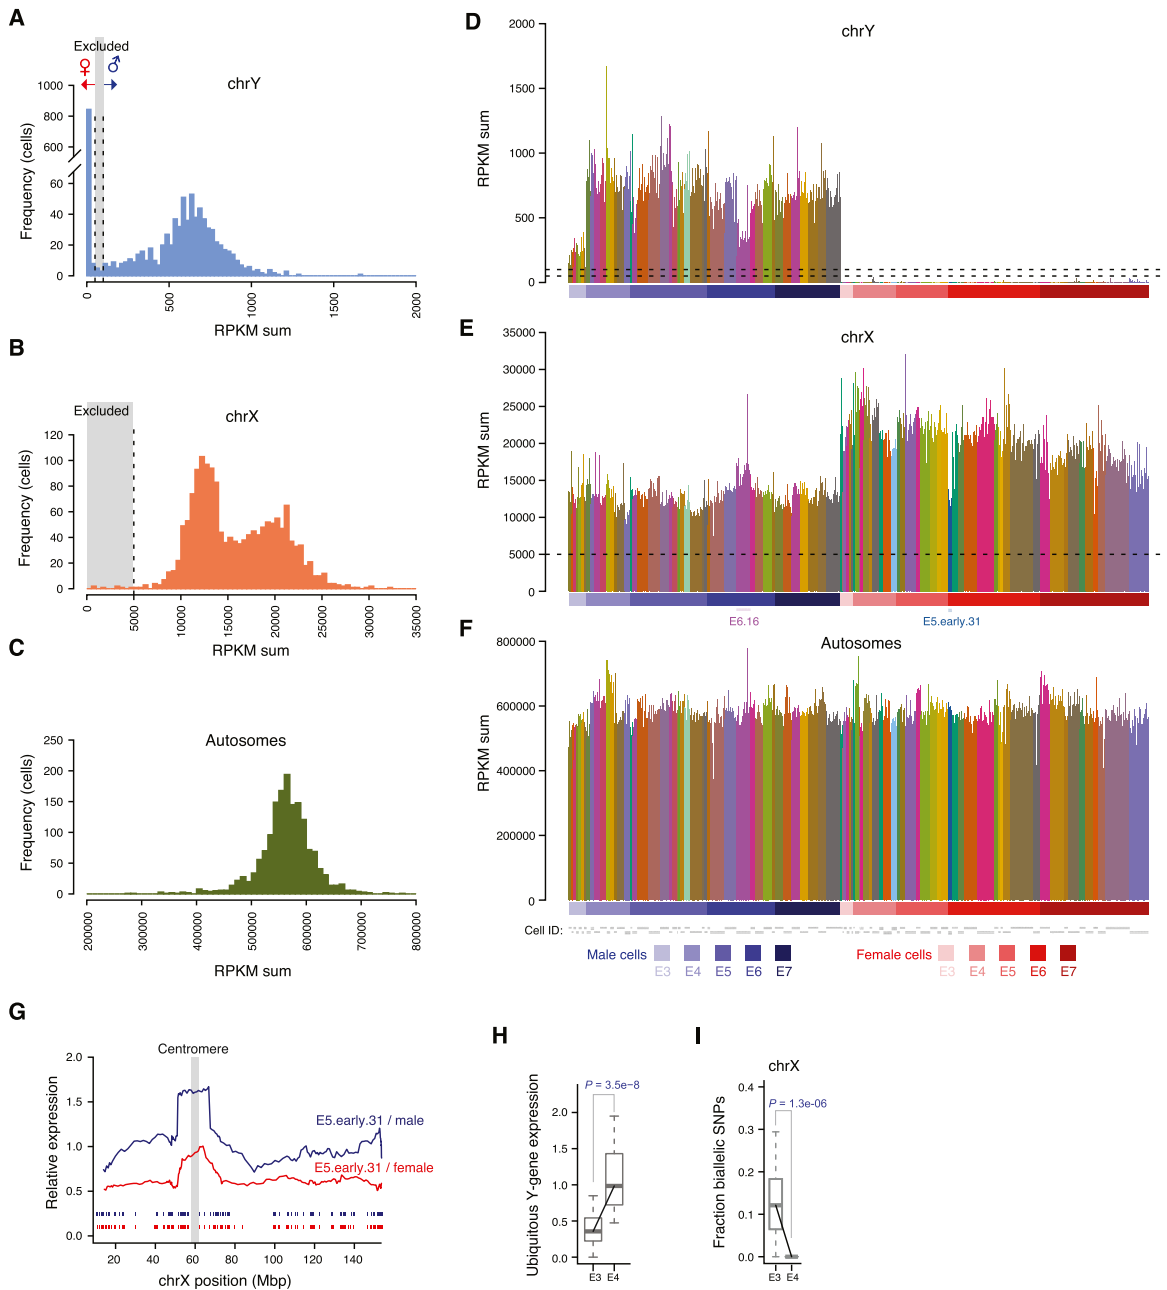 A
Excluded
♀ ♂
chrY
1000
800
600
60
40
20
0
Frequency (cells)
0 500 1000 1500 2000
RPKM sum
B
Excluded
chrX
120
100
80
60
40
20
0
Frequency (cells)
0 5000 10000 15000 20000 25000 30000 35000
RPKM sum
C
Autosomes
250
200
150
100
50
0
Frequency (cells)
200000 300000 400000 500000 600000 700000 800000
RPKM sum
D
chrY
2000
1500
1000
500
0
RPKM sum
E
chrX
35000
30000
25000
20000
15000
10000
5000
0
RPKM sum
E6.16
E5.early.31
F
Autosomes
800000
600000
400000
200000
0
RPKM sum
Cell ID:
Male cells
E3 E4 E5 E6 E7
Female cells
E3 E4 E5 E6 E7
G
Centromere
2.0
1.5
1.0
0.5
0.0
Relative expression
E5.early.31 / male
E5.early.31 / female
20 40 60 80 100 120 140
chrX position (Mbp)
H
P = 3.5e−8
2.0
1.5
1.0
0.5
0.0
Ubiquitous Y-gene expression
E3 E4
I
chrX
P = 1.3e-06
0.4
0.3
0.2
0.1
0.0
Fraction biallelic SNPs
E3 E4